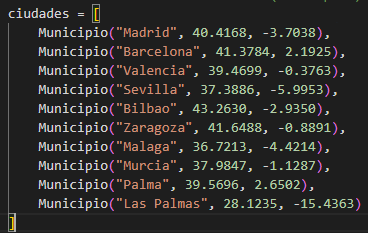 ciudades = [
    Municipio("Madrid", 40.4168, -3.7038),
    Municipio("Barcelona", 41.3784, 2.1925),
    Municipio("Valencia", 39.4699, -0.3763),
    Municipio("Sevilla", 37.3886, -5.9953),
    Municipio("Bilbao", 43.2630, -2.9350),
    Municipio("Zaragoza", 41.6488, -0.8891),
    Municipio("Malaga", 36.7213, -4.4214),
    Municipio("Murcia", 37.9847, -1.1287),
    Municipio("Palma", 39.5696, 2.6502),
    Municipio("Las Palmas", 28.1235, -15.4363)
]